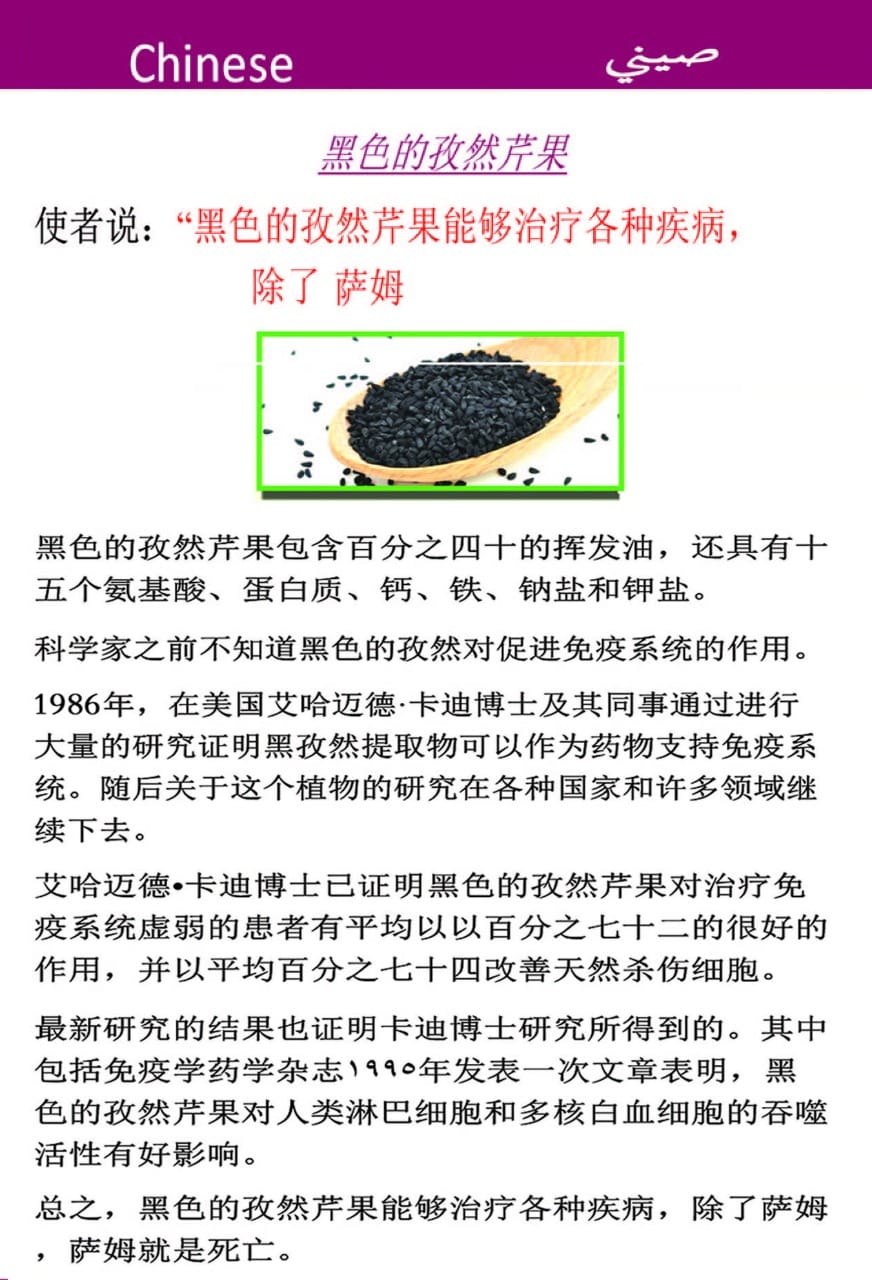 Chinese
صيني
黑色的孜然芹果
使者说：“黑色的孜然芹果能够治疗各种疾病，
除了 萨姆
黑色的孜然芹果包含百分之四十的挥发油，还具有十
五个氨基酸、蛋白质、钙、铁、钠盐和钾盐。
科学家之前不知道黑色的孜然对促进免疫系统的作用。
1986年，在美国艾哈迈德·卡迪博士及其同事通过进行
大量的研究证明黑孜然提取物可以作为药物支持免疫系
统。随后关于这个植物的研究在各种国家和许多领域继
续下去。
艾哈迈德•卡迪博士已证明黑色的孜然芹果对治疗免
疫系统虚弱的患者有平均以以百分之七十二的很好的
作用，并以平均百分之七十四改善天然杀伤细胞。
最新研究的结果也证明卡迪博士研究所得到的。其中
包括免疫学药学杂志١٩٩٥年发表一次文章表明，黑
色的孜然芹果对人类淋巴细胞和多核白血细胞的吞噬
活性有好影响。
总之，黑色的孜然芹果能够治疗各种疾病，除了萨姆
，萨姆就是死亡。